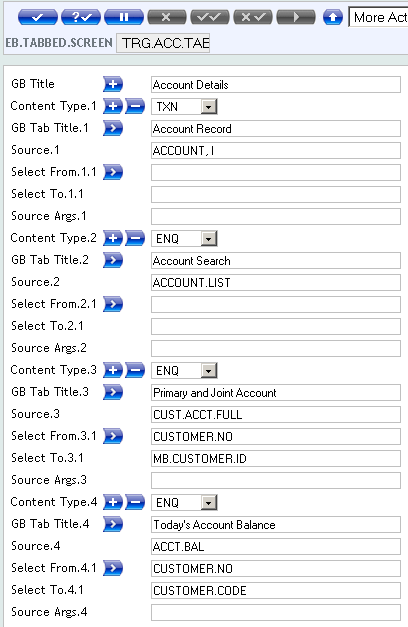 More Act
EB.TABBED.SCREEN TRG.ACC.TAE
GB Title Account Details
Content Type.1 TXN
GB Tab Title.1 Account Record
Source.1 ACCOUNT, I
Select From.1.1
Select To.1.1
Source Args.1
Content Type.2 ENQ
GB Tab Title.2 Account Search
Source.2 ACCOUNT.LIST
Select From.2.1
Select To.2.1
Source Args.2
Content Type.3 ENQ
GB Tab Title.3 Primary and Joint Account
Source.3 CUST.ACCT.FULL
Select From.3.1 CUSTOMER.NO
Select To.3.1 MB.CUSTOMER.ID
Source Args.3
Content Type.4 ENQ
GB Tab Title.4 Today's Account Balance
Source.4 ACCT.BAL
Select From.4.1 CUSTOMER.NO
Select To.4.1 CUSTOMER.CODE
Source Args.4